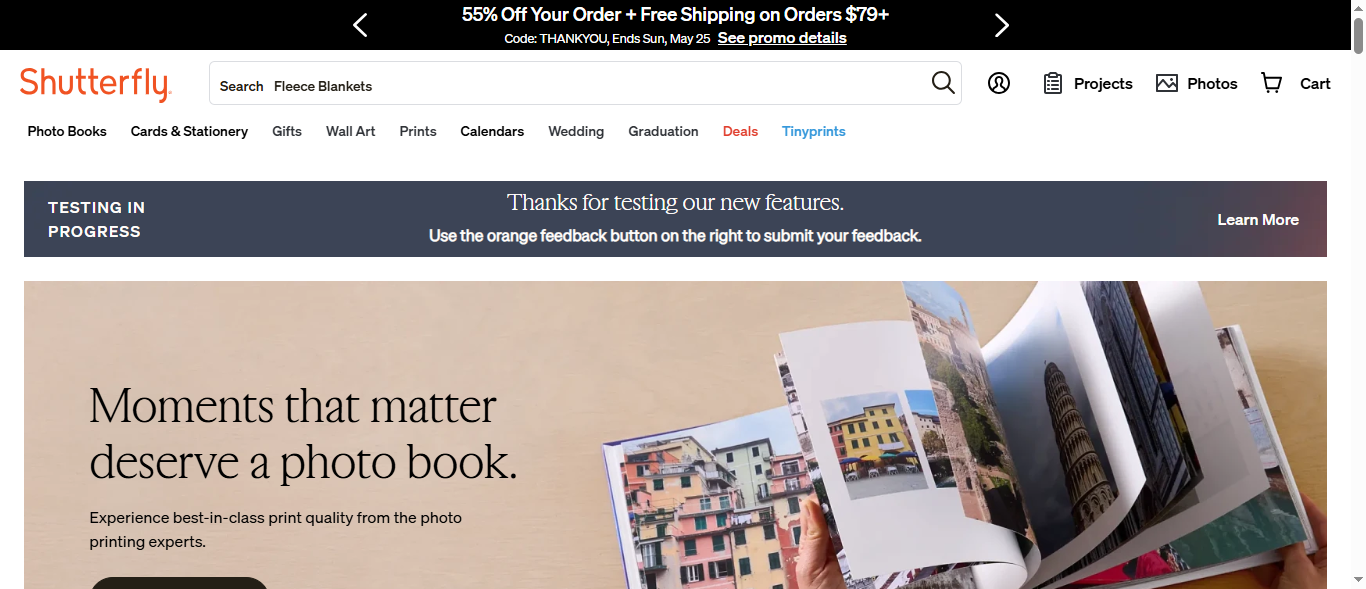 55% Off Your Order + Free Shipping on Orders $79+
Code: THANKYOU, Ends Sun, May 25 See promo details
Shutterfly
Search Fleece Blankets
Projects
Photos
Cart
Photo Books Cards & Stationery Gifts Wall Art Prints Calendars Wedding Graduation Deals Tinyprints
TESTING IN
PROGRESS
Thanks for testing our new features.
Use the orange feedback button on the right to submit your feedback.
Learn More
Moments that matter
deserve a photo book.
Experience best-in-class print quality from the photo
printing experts.